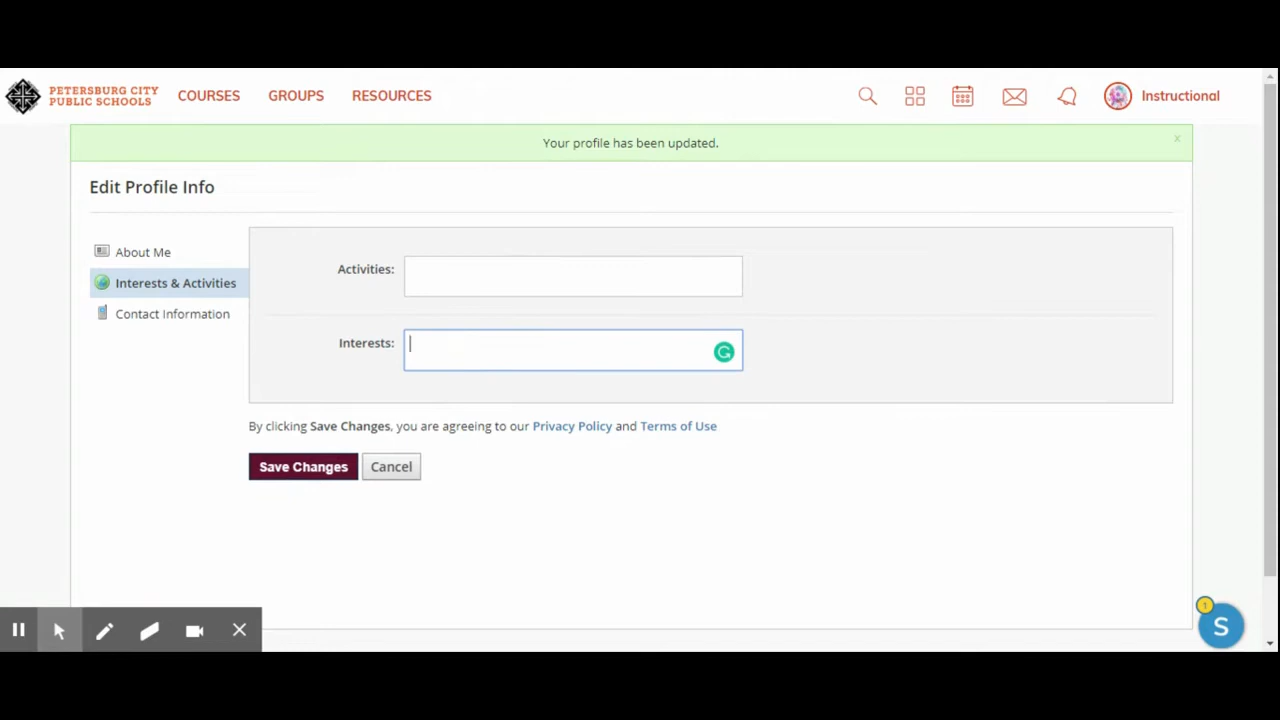 PETERSBURG CITY
PUBLIC SCHOOLS
COURSES GROUPS RESOURCES
Instructional
Your profile has been updated.
x
Edit Profile Info
About Me
Interests & Activities
Contact Information
Activities:
Interests:
G
By clicking Save Changes, you are agreeing to our Privacy Policy and Terms of Use
Save Changes Cancel
1
S